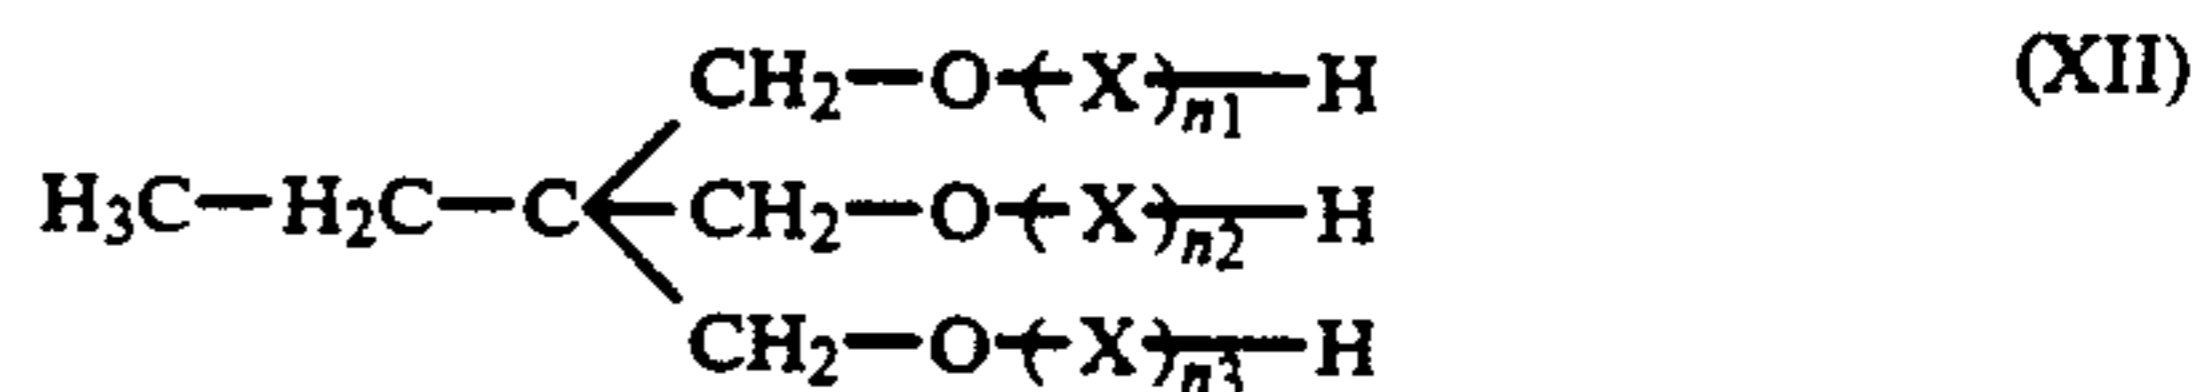 CH2—O—(X)n1—H (XII)
H3C—H2C—C—CH2—O—(X)n2—H
CH2—O—(X)n3—H